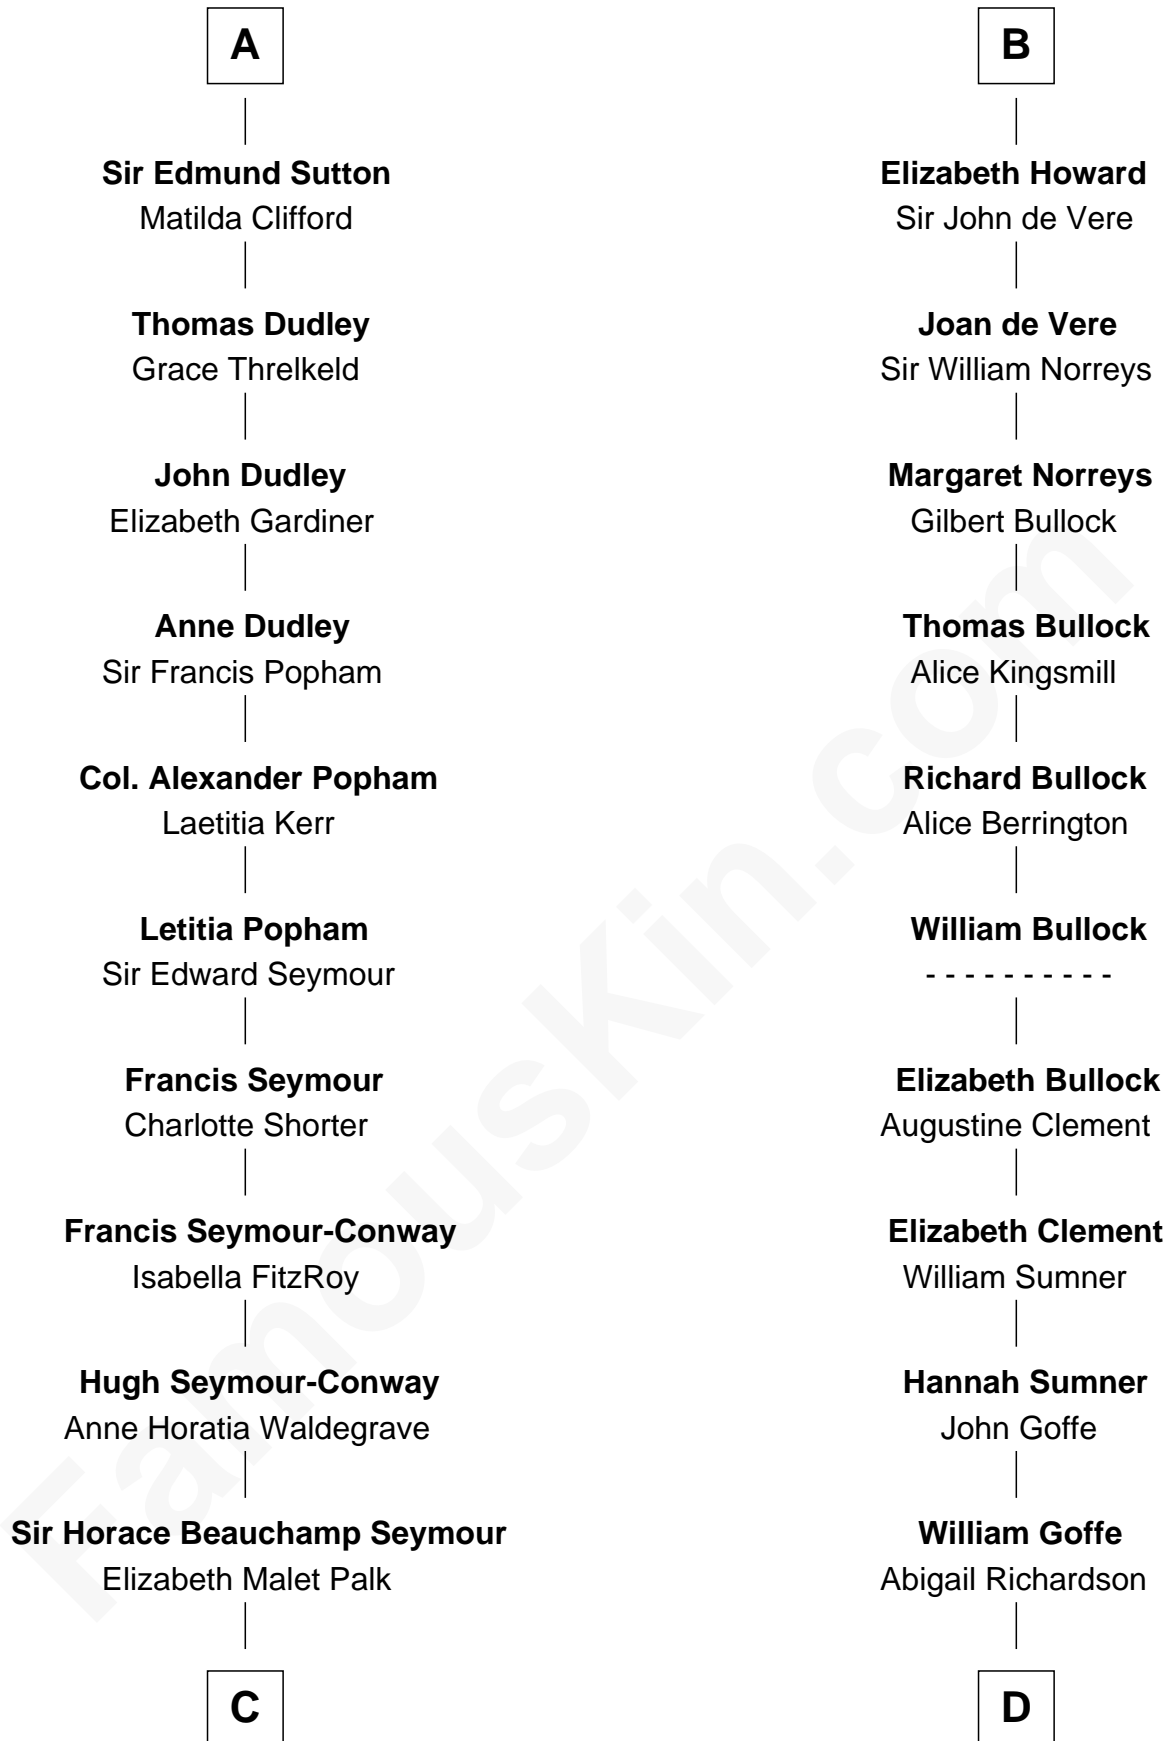 A
Sir Edmund Sutton
Matilda Clifford
Thomas Dudley
Grace Threlkeld
John Dudley
Elizabeth Gardiner
Anne Dudley
Sir Francis Popham
Col. Alexander Popham
Laetitia Kerr
Letitia Popham
Sir Edward Seymour
Francis Seymour
Charlotte Shorter
Francis Seymour-Conway
Isabella FitzRoy
Hugh Seymour-Conway
Anne Horatia Waldegrave
Sir Horace Beauchamp Seymour
Elizabeth Malet Palk
C
B
Elizabeth Howard
Sir John de Vere
Joan de Vere
Sir William Norreys
Margaret Norreys
Gilbert Bullock
Thomas Bullock
Alice Kingsmill
Richard Bullock
Alice Berrington
William Bullock
- - - - - - - - - -
Elizabeth Bullock
Augustine Clement
Elizabeth Clement
William Sumner
Hannah Sumner
John Goffe
William Goffe
Abigail Richardson
D
FamousKin.com